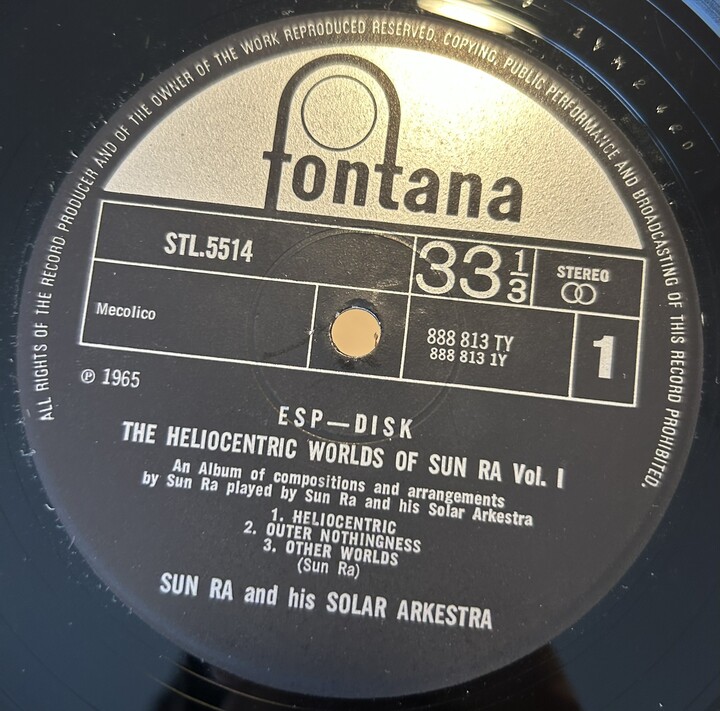 ALL RIGHTS OF THE RECORD PRODUCER AND OF THE OWNER OF THE WORK REPRODUCED RESERVED. COPYING, PUBLIC PERFORMANCE AND BROADCASTING OF THIS RECORD PROHIBITED.
fontana
STL.5514
33 1/3
STEREO
Mecolico
888 813 TY
888 813 1Y
1
℗ 1965
ESP—DISK
THE HELIOCENTRIC WORLDS OF SUN RA Vol. I
An Album of compositions and arrangements
by Sun Ra played by Sun Ra and his Solar Arkestra
1. HELIOCENTRIC
2. OUTER NOTHINGNESS
3. OTHER WORLDS
(Sun Ra)
SUN RA and his SOLAR ARKESTRA